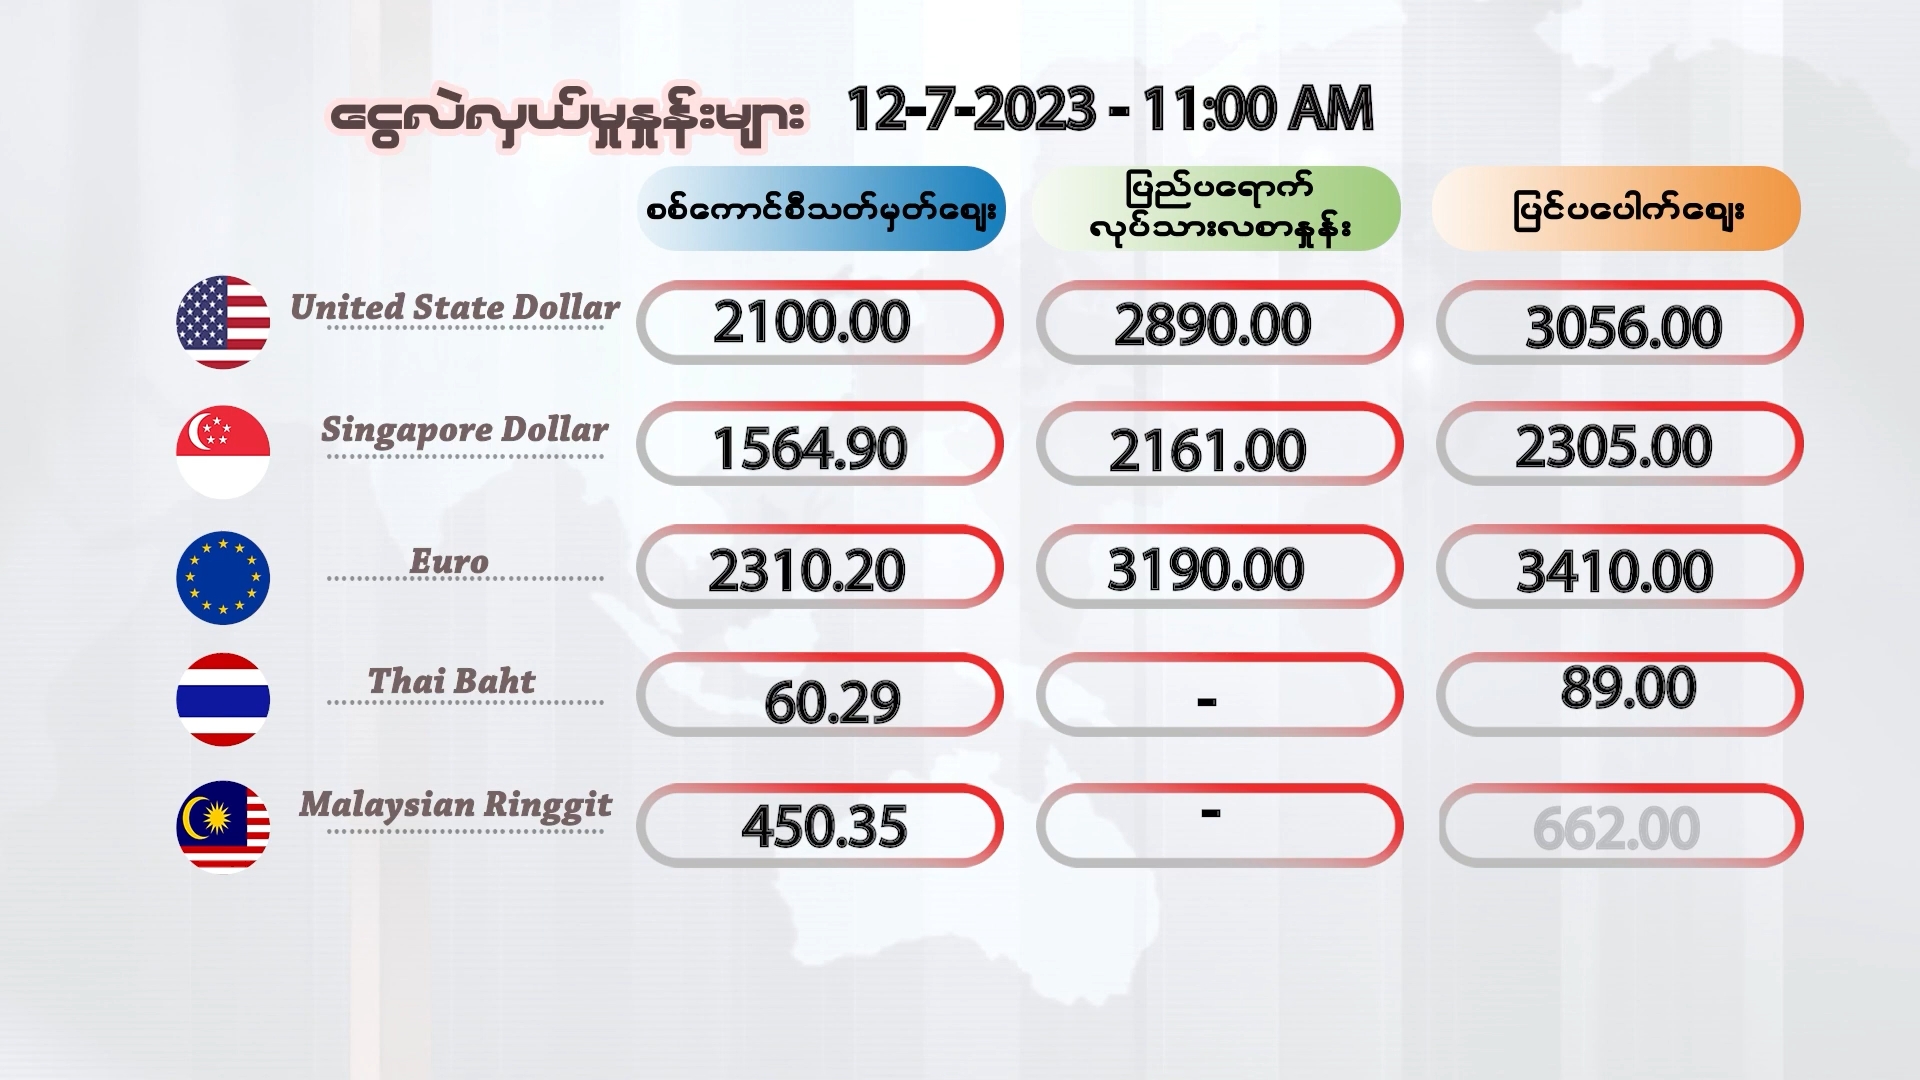 ငွေလဲလှယ်မှုနှုန်းများ 12-7-2023 - 11:00 AM
စစ်ကောင်စီသတ်မှတ်ဈေး
ပြည်ပရောက်
လုပ်သားလစာနှုန်း
ပြင်ပပေါက်ဈေး
United State Dollar 2100.00 2890.00 3056.00
Singapore Dollar 1564.90 2161.00 2305.00
Euro 2310.20 3190.00 3410.00
Thai Baht 60.29 - 89.00
Malaysian Ringgit 450.35 - 662.00